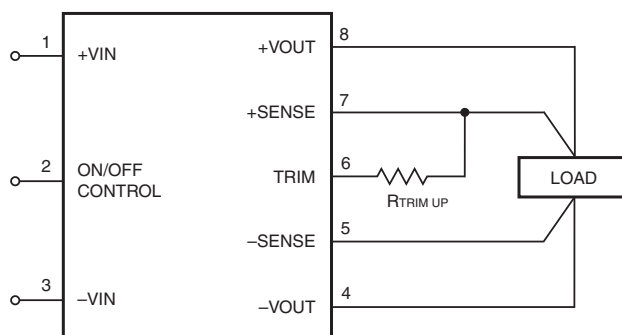 1
+VIN
2
ON/OFF
CONTROL
3
–VIN
+VOUT
8
+SENSE
7
TRIM
6
RTRIM UP
–SENSE
5
–VOUT
4
LOAD